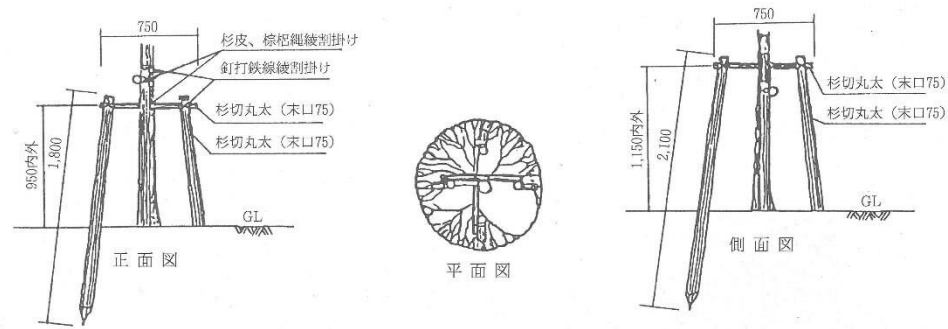 750
杉皮、棕梠縄綾割掛け
釘打鉄線綾割掛け
杉切丸太（末口75）
杉切丸太（末口75）
950内外
1,800
GL
正面図
平面図
750
杉切丸太（末口75）
杉切丸太（末口75）
1,150内外
2,100
GL
側面図